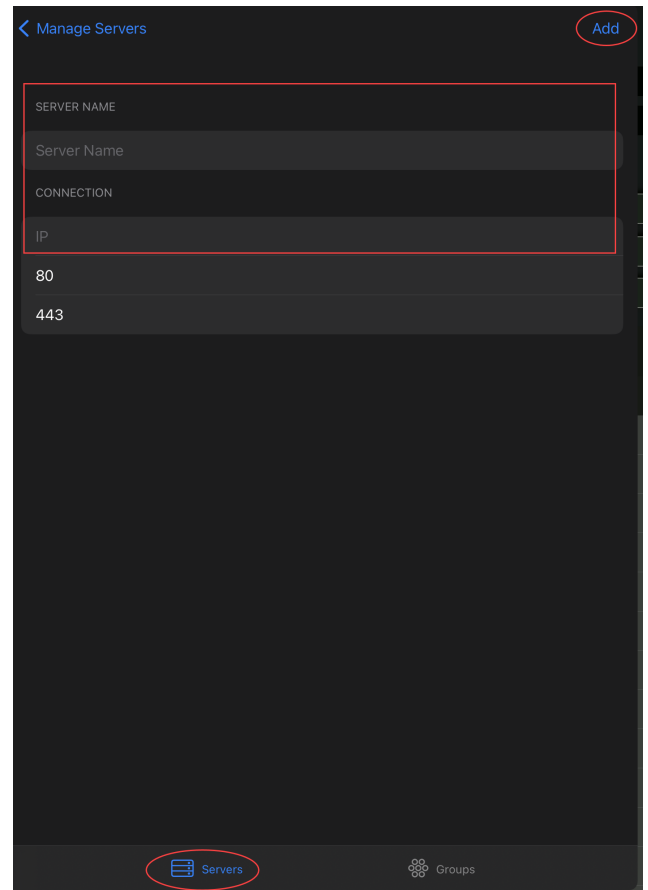 Manage Servers
Add
SERVER NAME
Server Name
CONNECTION
IP
80
443
Servers
Groups